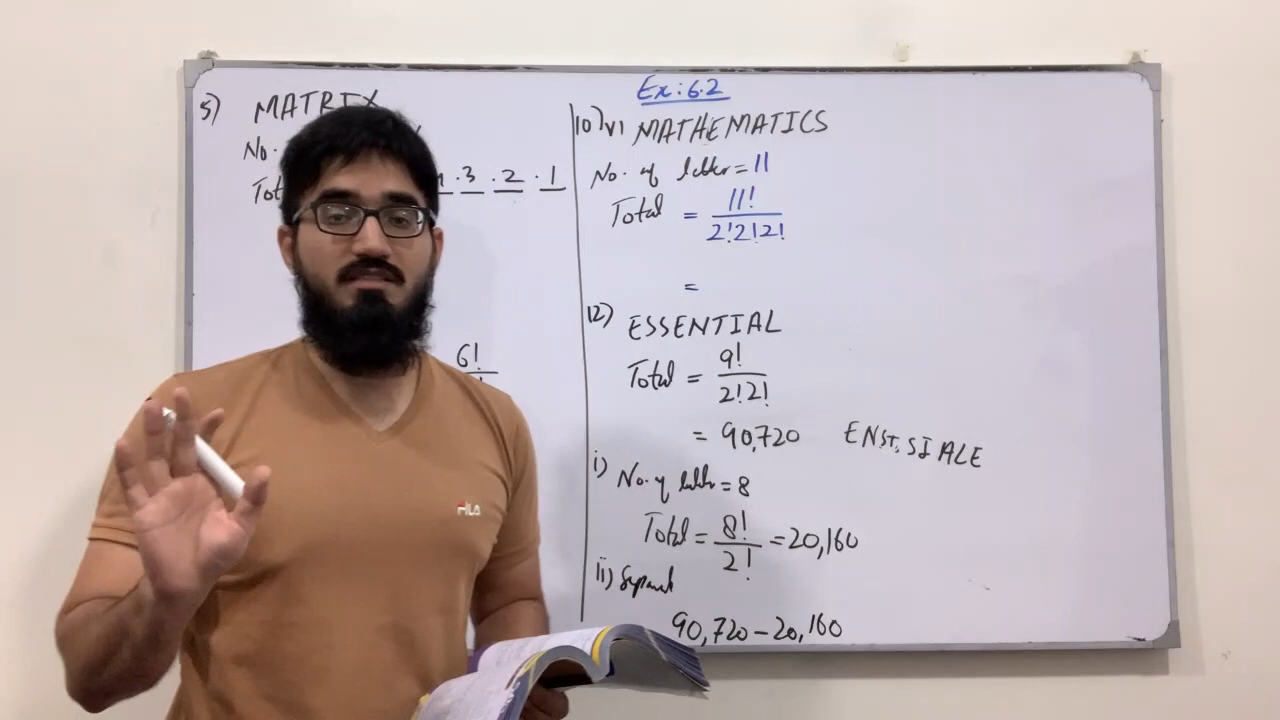 Ex: 6.2
5) MATRIX
No.
Tot
.3 .2 .1
6!
10) vi MATHEMATICS
No. of letter = 11
Total = 11!
2!2!2!
=
12) ESSENTIAL
Total = 9!
2!2!
= 90,720 ENST, SIALE
i) No. of letter = 8
Total = 8! = 20,160
2!
ii)
90,720 - 20,160
FILA